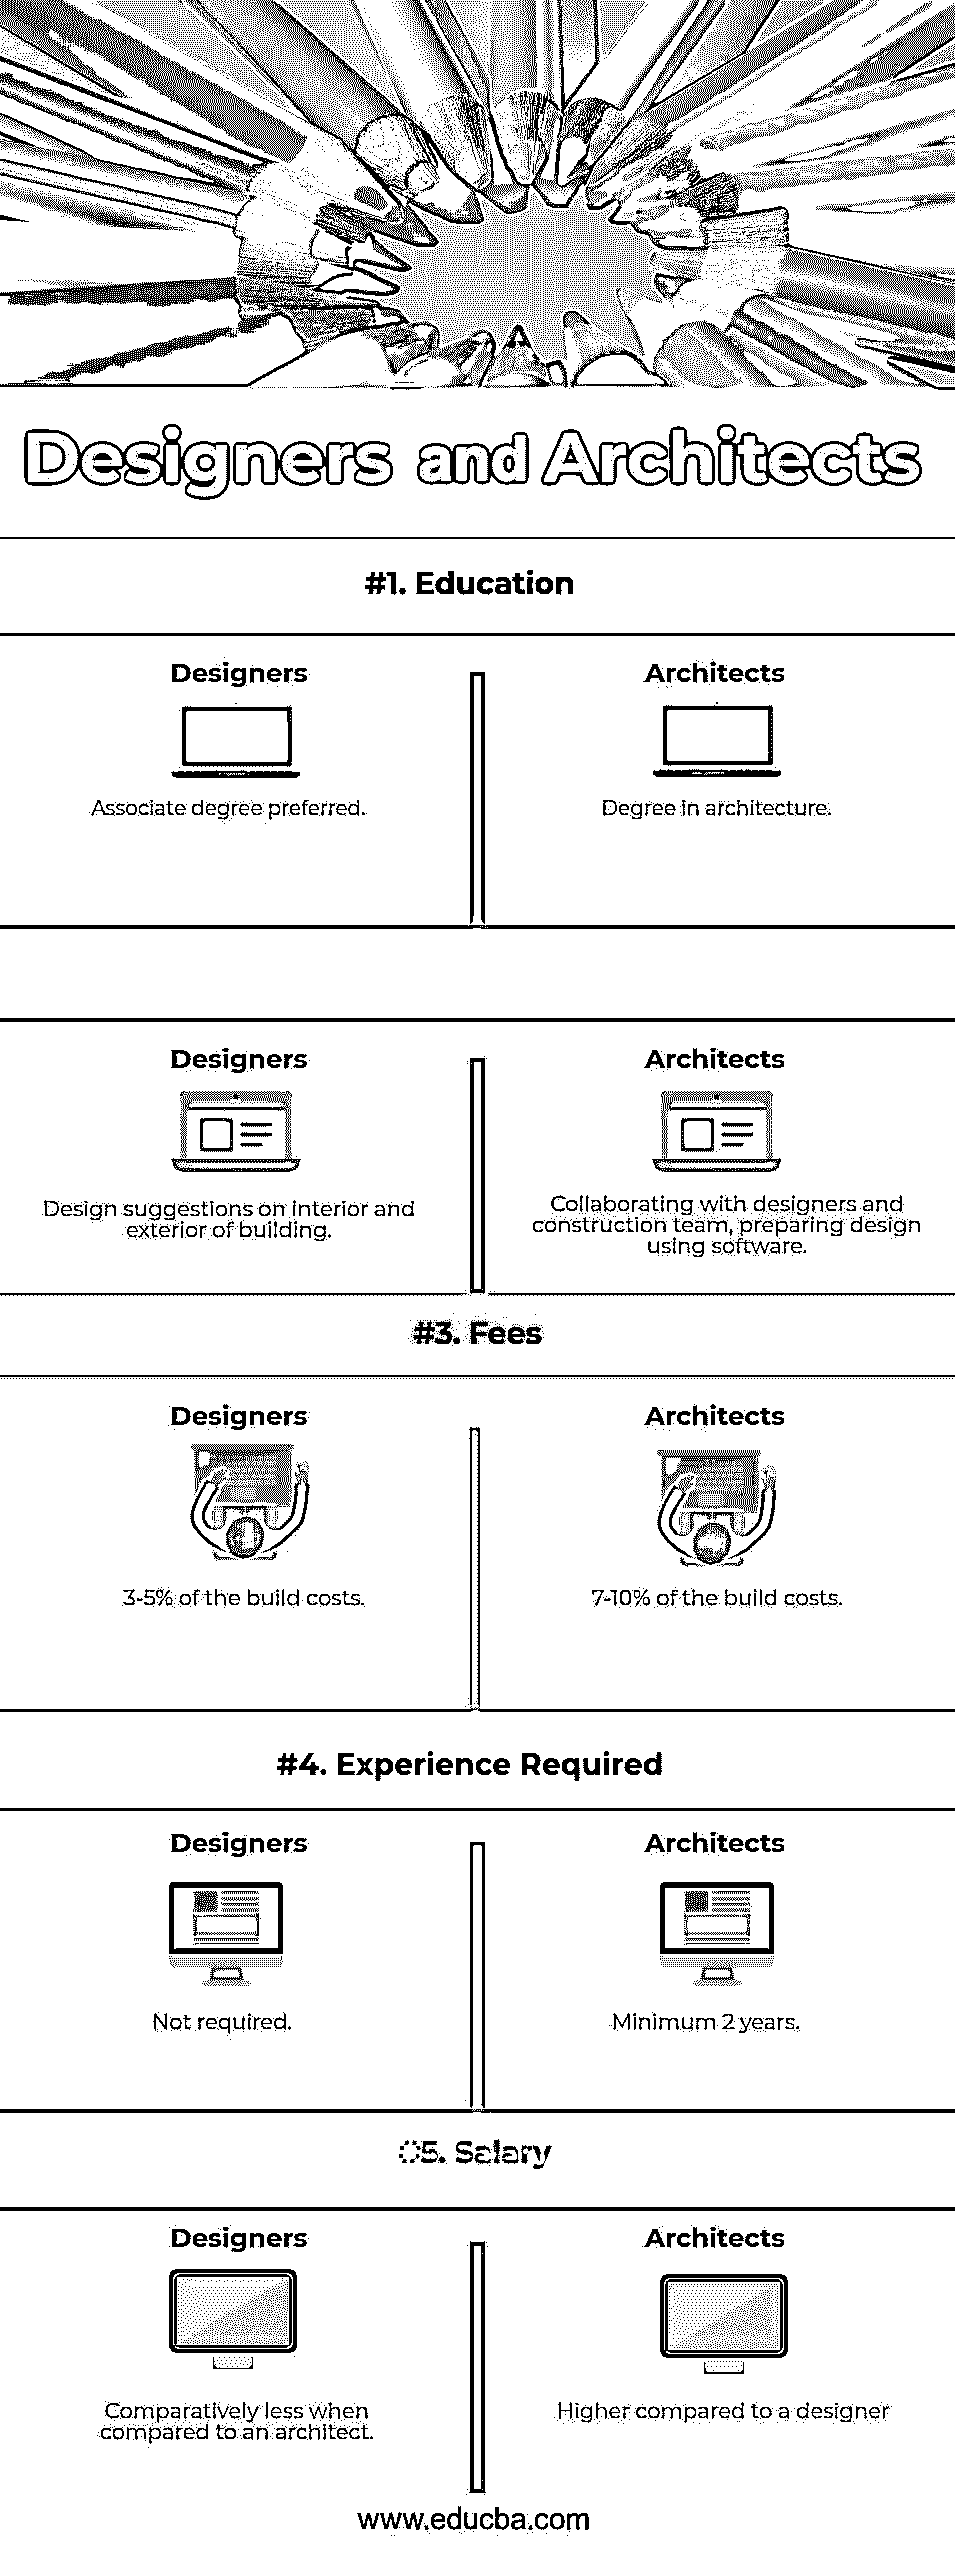 Designers and Architects
#1. Education
Designers
Architects
Associate degree preferred.
Degree in architecture.
Designers
Architects
Design suggestions on interior and
exterior of building.
Collaborating with designers and
construction team, preparing design
using software.
#3. Fees
Designers
Architects
3-5% of the build costs.
7-10% of the build costs.
#4. Experience Required
Designers
Architects
Not required.
Minimum 2 years.
5. Salary
Designers
Architects
Comparatively less when
compared to an architect.
Higher compared to a designer
www.educba.com